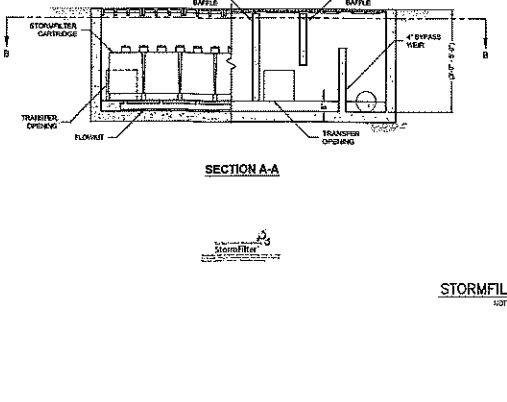 BAFFLE
BAFFLE
STORMFILTER
CARTRIDGE
4" BYPASS
WEIR
B
B
TRANSFER
OPENING
FLOWKIT
TRANSFER
OPENING
SECTION A-A
StormFilter
STORMFIL